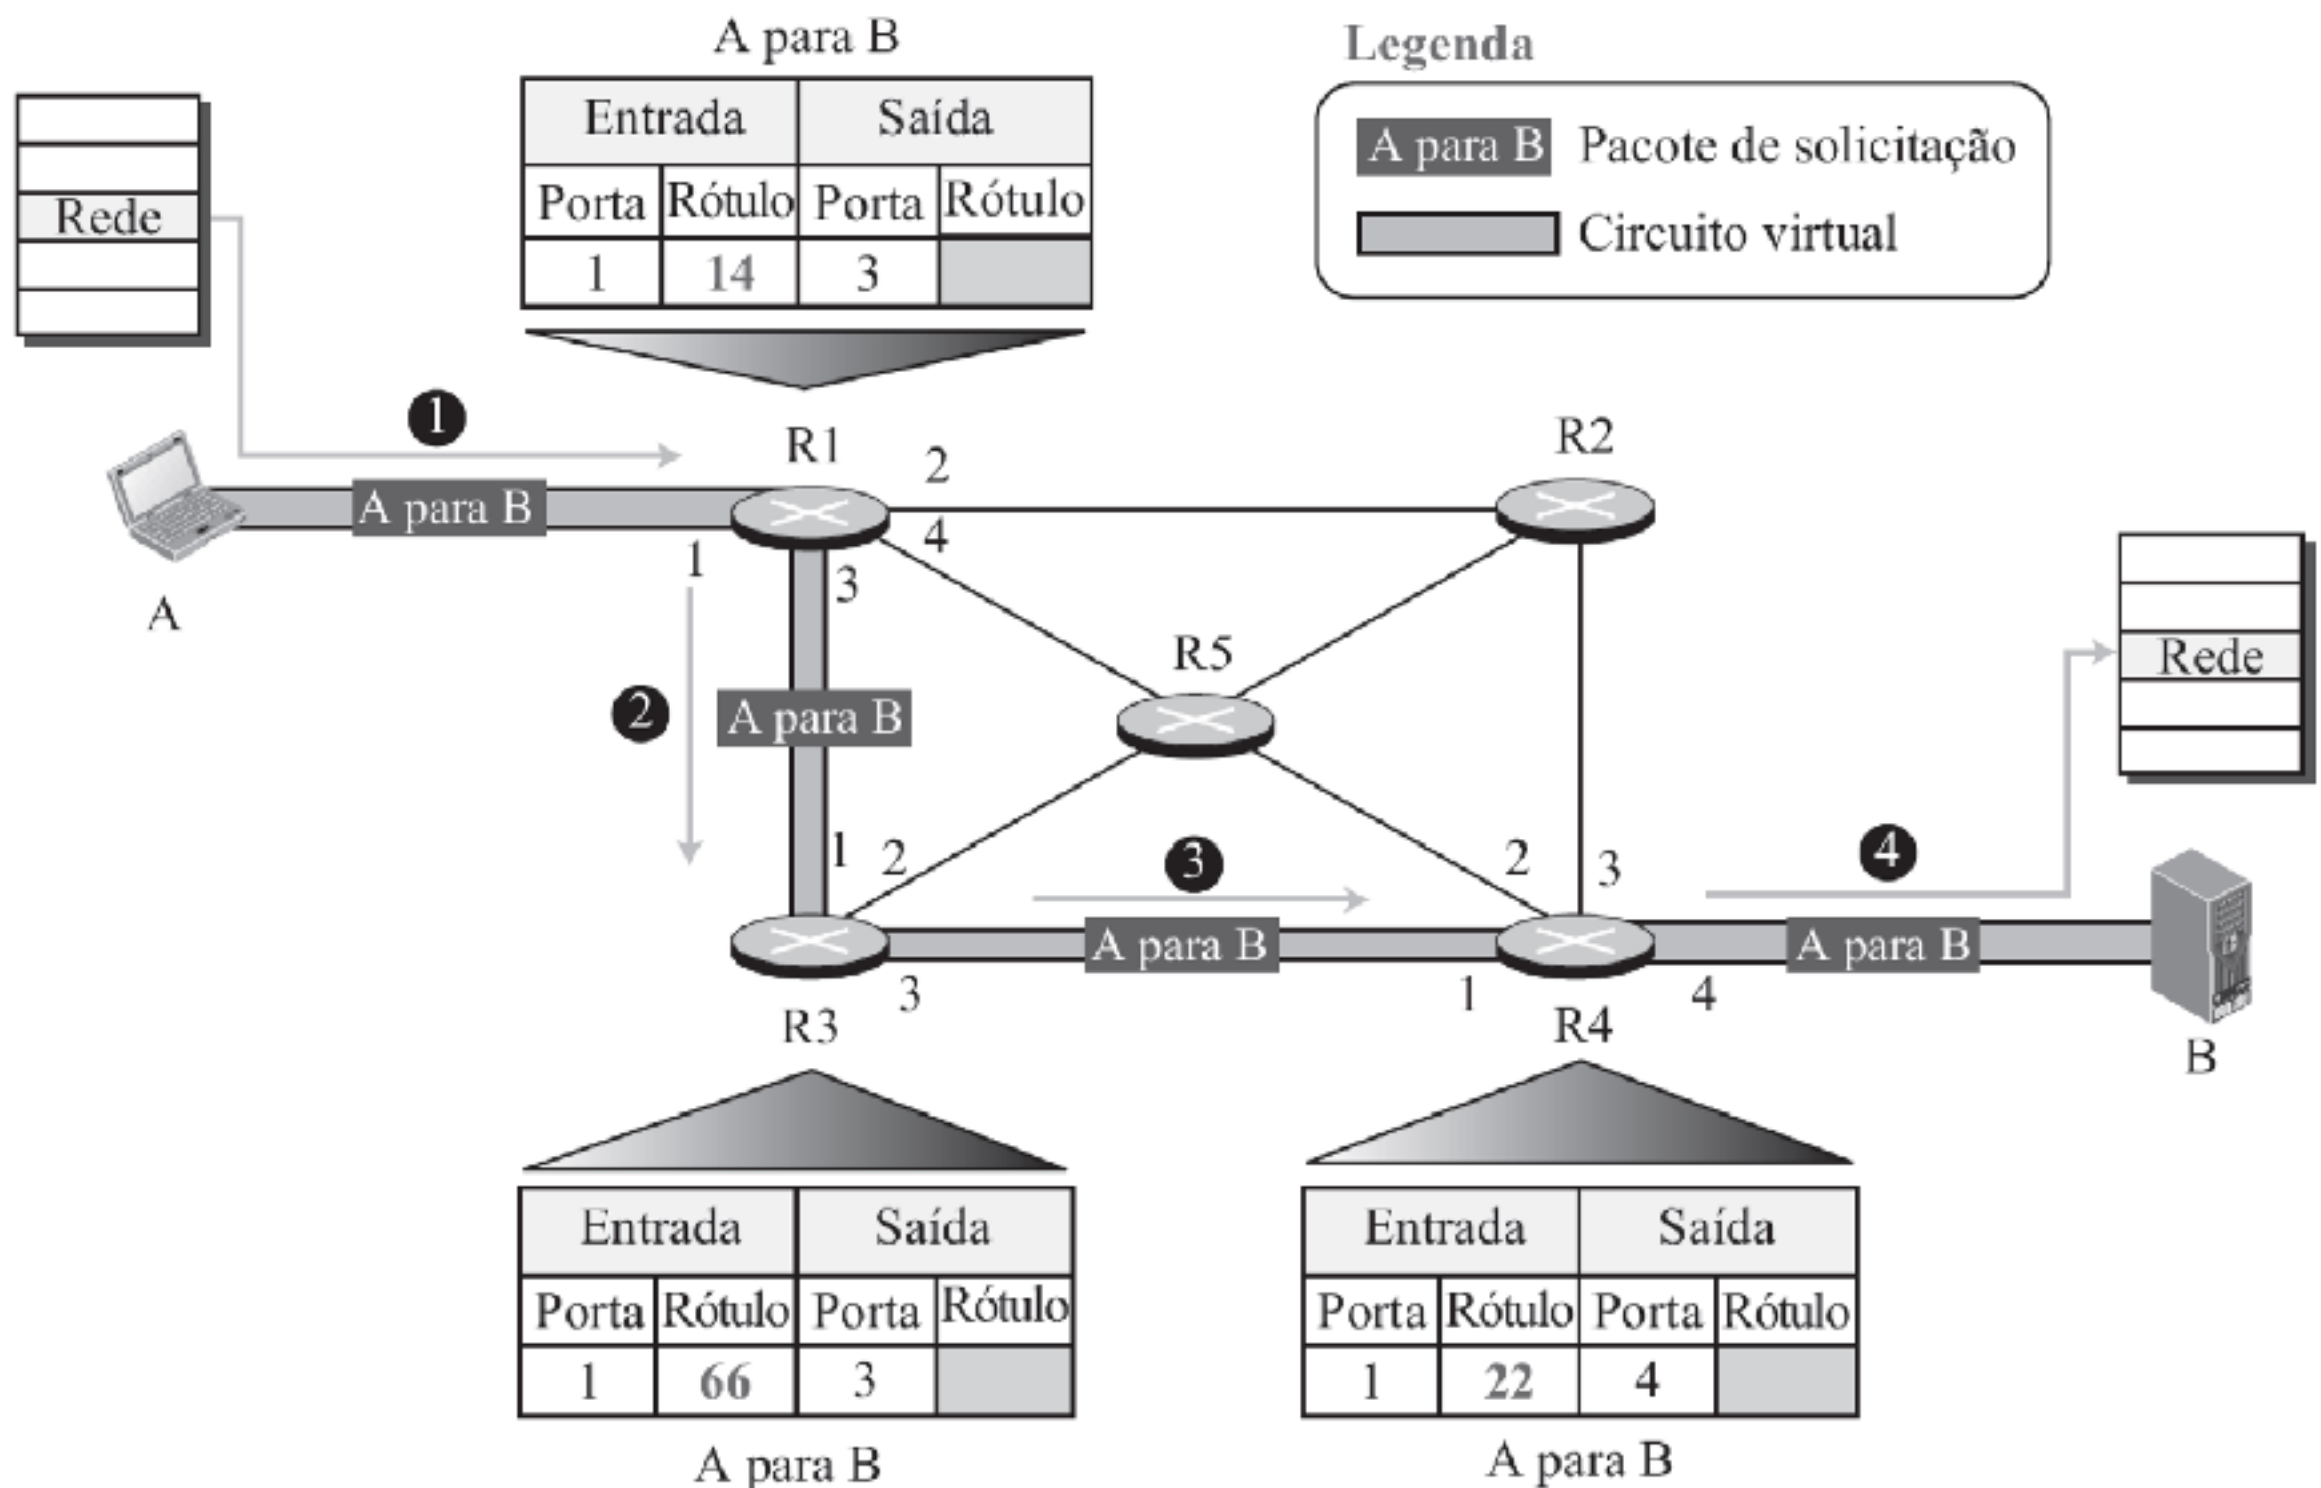 A para B
Legenda
Entrada Saída
Porta Rótulo Porta Rótulo
1 14 3
A para B Pacote de solicitação
Circuito virtual
Rede
1
R1
R2
2
A para B
4
1
3
A
R5
Rede
2
A para B
1
2
3
2
3
4
A para B
A para B
3
1
4
R3
R4
B
Entrada Saída
Porta Rótulo Porta Rótulo
1 66 3
A para B
Entrada Saída
Porta Rótulo Porta Rótulo
1 22 4
A para B